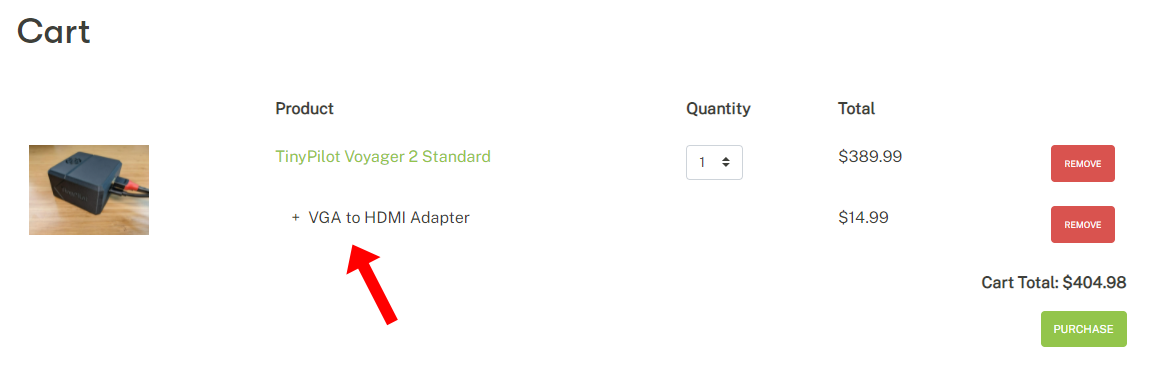 Cart
Product Quantity Total
TinyPilot Voyager 2 Standard 1 $389.99 REMOVE
+ VGA to HDMI Adapter $14.99 REMOVE
Cart Total: $404.98
PURCHASE